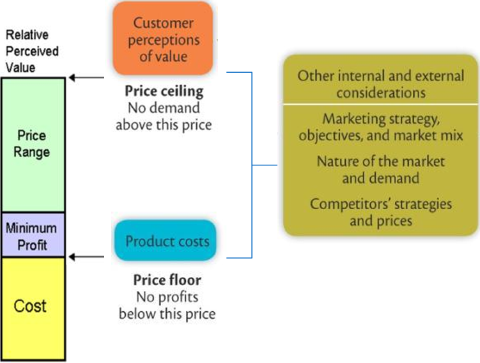 Relative
Perceived
Value
Price
Range
Minimum
Profit
Cost
Customer
perceptions
of value
Price ceiling
No demand
above this price
Product costs
Price floor
No profits
below this price
Other internal and external
considerations
Marketing strategy,
objectives, and market mix
Nature of the market
and demand
Competitors' strategies
and prices